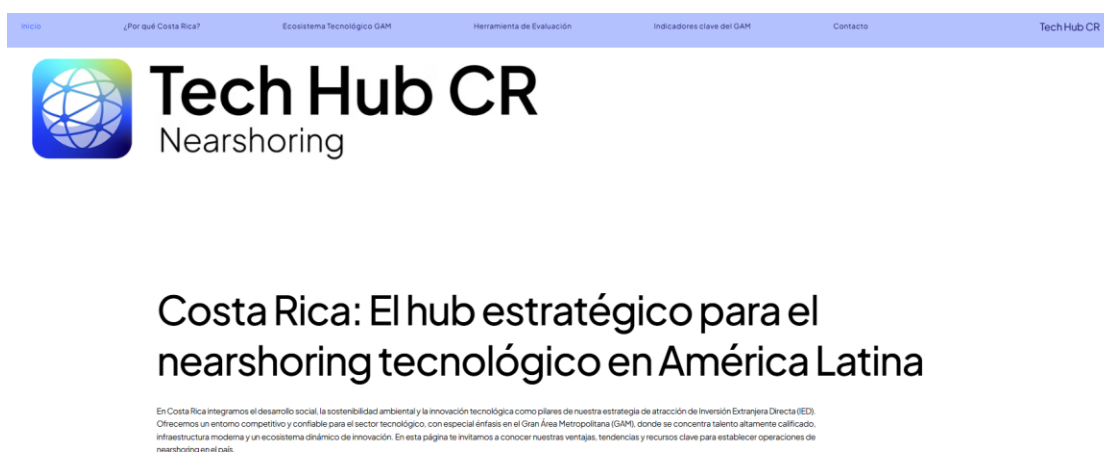 Inicio
¿Por qué Costa Rica?
Ecosistema Tecnológico GAM
Herramienta de Evaluación
Indicadores clave del GAM
Contacto
Tech Hub CR
Tech Hub CR
Nearshoring
Costa Rica: El hub estratégico para el
nearshoring tecnológico en América Latina
En Costa Rica integramos el desarrollo social, la sostenibilidad ambiental y la innovación tecnológica como pilares de nuestra estrategia de atracción de Inversión Extranjera Directa (IED).
Ofrecemos un entorno competitivo y confiable para el sector tecnológico, con especial énfasis en el Gran Área Metropolitana (GAM), donde se concentra talento altamente calificado,
infraestructura moderna y un ecosistema dinámico de innovación. En esta página te invitamos a conocer nuestras ventajas, tendencias y recursos clave para establecer operaciones de
nearshoring en el país.